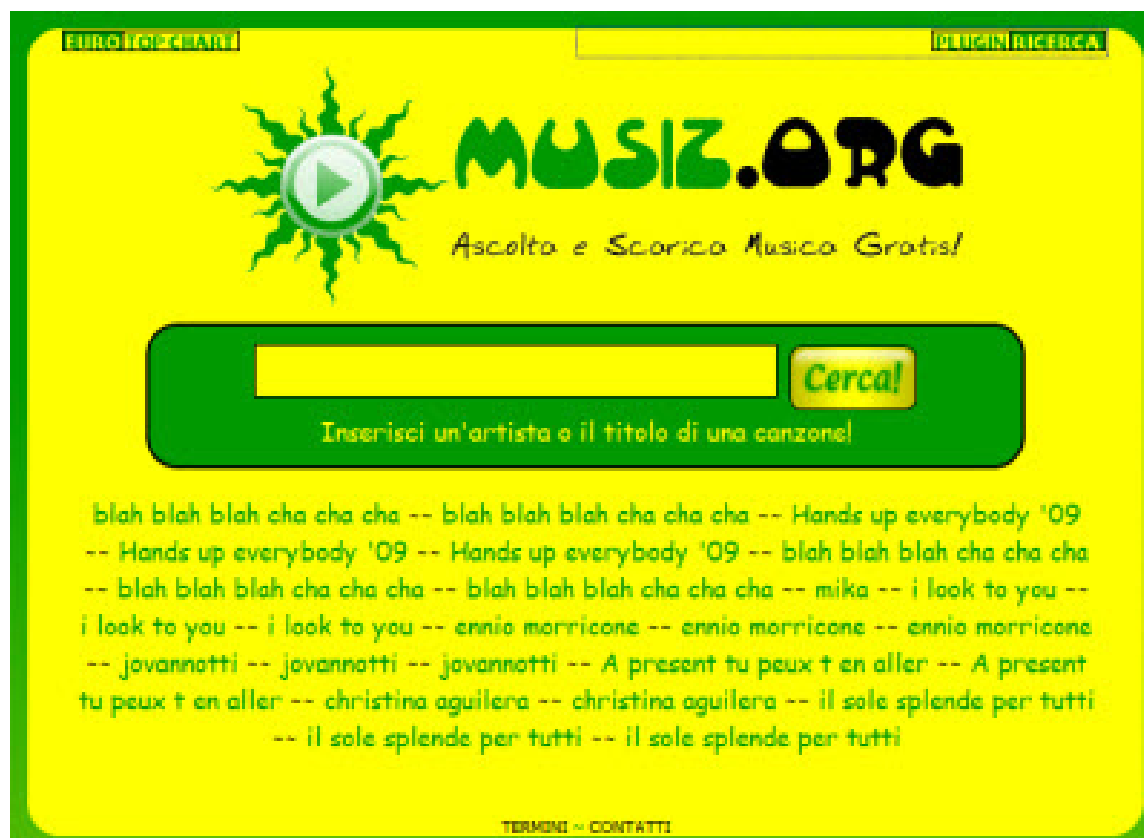 EURO TOP CHART
PLUGIN RICERCA
MUSIZ.ORG
Ascolta e Scarica Musica Gratis!
Cerca!
Inserisci un'artista o il titolo di una canzone!
blah blah blah cha cha cha -- blah blah blah cha cha cha -- Hands up everybody '09
-- Hands up everybody '09 -- Hands up everybody '09 -- blah blah blah cha cha cha
-- blah blah blah cha cha cha -- blah blah blah cha cha cha -- mika -- i look to you --
i look to you -- i look to you -- ennio morricone -- ennio morricone -- ennio morricone
-- jovannotti -- jovannotti -- jovannotti -- A present tu peux t en aller -- A present
tu peux t en aller -- christina aguilera -- christina aguilera -- il sole splende per tutti
-- il sole splende per tutti -- il sole splende per tutti
TERMINI ~ CONTATTI